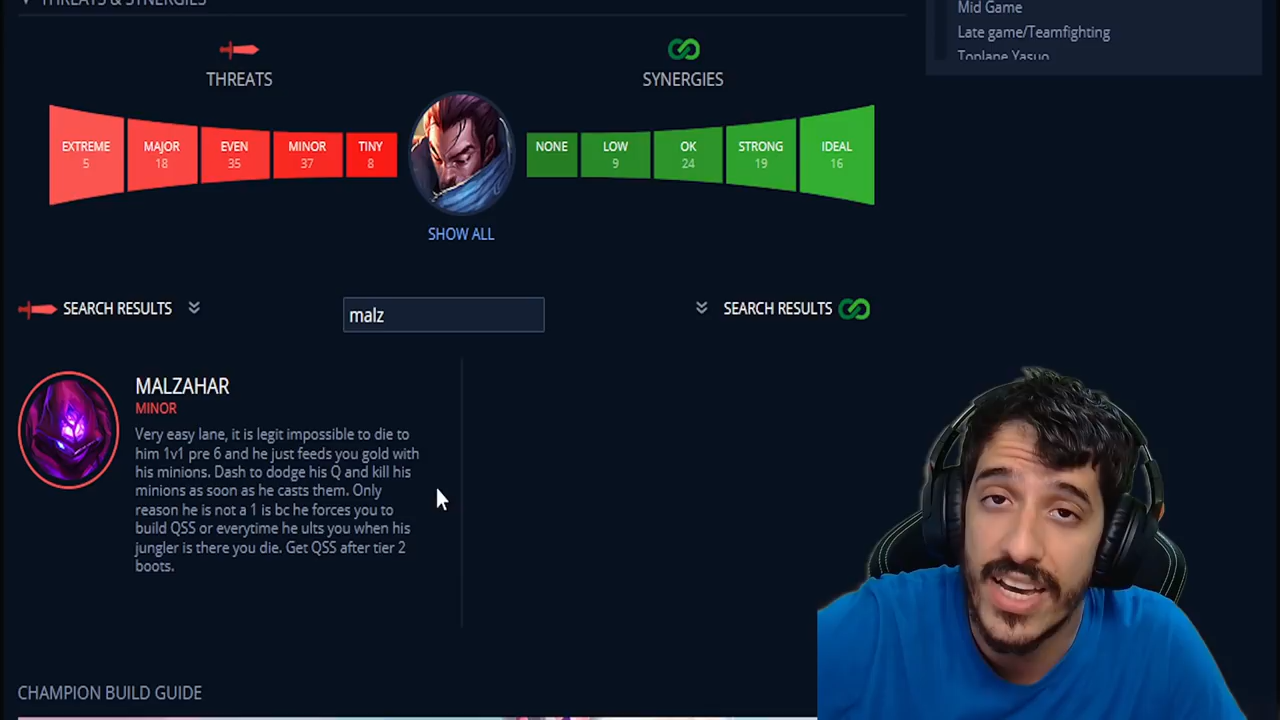 THREATS & SYNERGIES
Mid Game
Late game/Teamfighting
Toplane Yasuo
THREATS
SYNERGIES
EXTREME
5
MAJOR
18
EVEN
35
MINOR
37
TINY
8
NONE
LOW
9
OK
24
STRONG
19
IDEAL
16
SHOW ALL
SEARCH RESULTS
malz
SEARCH RESULTS
MALZAHAR
MINOR
Very easy lane, it is legit impossible to die to
him 1v1 pre 6 and he just feeds you gold with
his minions. Dash to dodge his Q and kill his
minions as soon as he casts them. Only
reason he is not a 1 is bc he forces you to
build QSS or everytime he ults you when his
jungler is there you die. Get QSS after tier 2
boots.
CHAMPION BUILD GUIDE